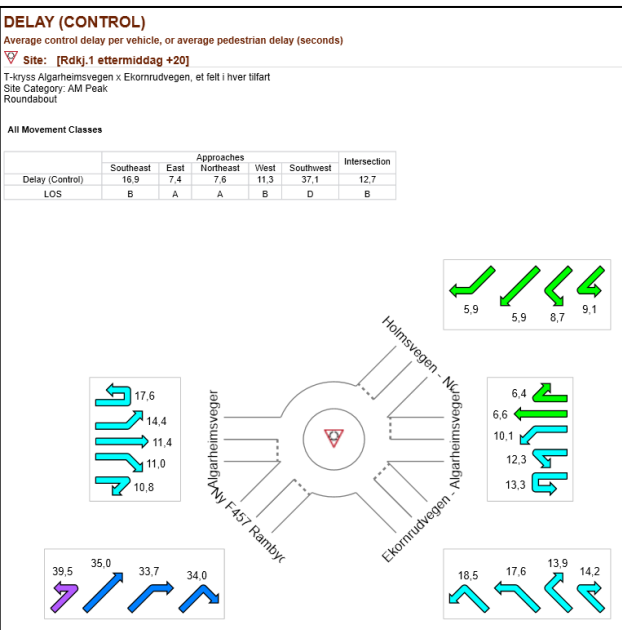 DELAY (CONTROL)
Average control delay per vehicle, or average pedestrian delay (seconds)
Site: [Rdkj.1 ettermiddag +20]
T-kryss Algarheimsvegen x Ekornrudvegen, et felt i hver tilfart
Site Category: AM Peak
Roundabout
All Movement Classes
Approaches Intersection
Southeast East Northeast West Southwest
Delay (Control) 16,9 7,4 7,6 11,3 37,1 12,7
LOS B A A B D B
5,9 5,9 8,7 9,1
Holmsvegen - N
Algarheimsveger
Ekornrudvegen - Algarheimsveger
Ny F457 Rambyc
17,6
14,4
11,4
11,0
10,8
6,4
6,6
10,1
12,3
13,3
39,5 35,0 33,7 34,0
18,5 17,6 13,9 14,2